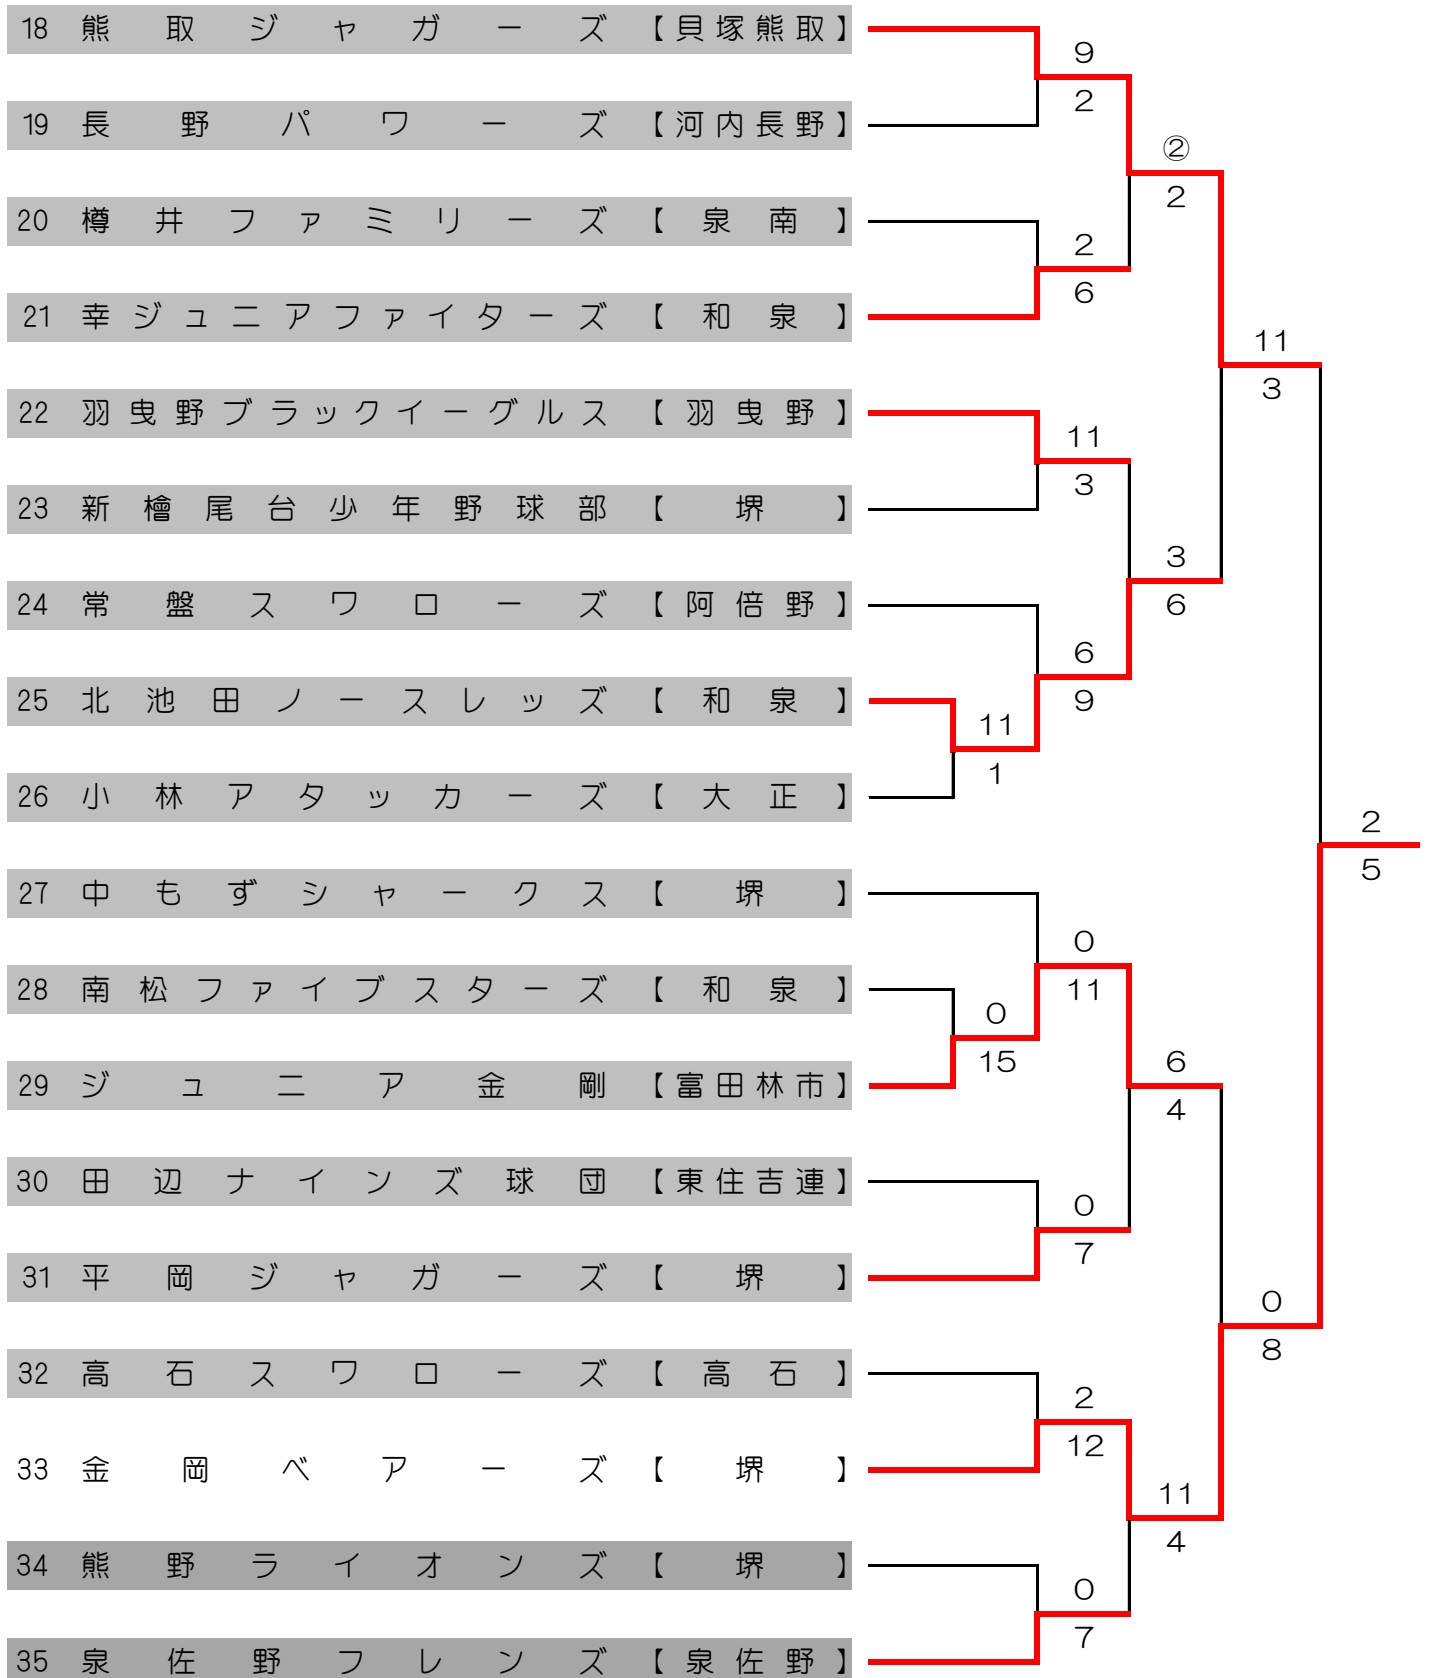 18 熊取ジャガーズ 【貝塚熊取】
9
2
19 長野パワーズ 【河内長野】
②
2
20 樽井ファミリーズ 【泉南】
2
6
21 幸ジュニアファイターズ 【和泉】
11
3
22 羽曳野ブラックイーグルス 【羽曳野】
11
3
23 新檜尾台少年野球部 【堺】
3
6
24 常盤スワローズ 【阿倍野】
6
9
25 北池田ノースレッズ 【和泉】
11
1
26 小林アタッカーズ 【大正】
2
5
27 中もずシャークス 【堺】
0
11
28 南松ファイブスターズ 【和泉】
0
15
29 ジュニア金剛 【富田林市】
6
4
30 田辺ナインズ球団 【東住吉連】
0
7
31 平岡ジャガーズ 【堺】
0
8
32 高石スワローズ 【高石】
2
12
33 金岡ベアーズ 【堺】
11
4
34 熊野ライオンズ 【堺】
0
7
35 泉佐野フレンズ 【泉佐野】